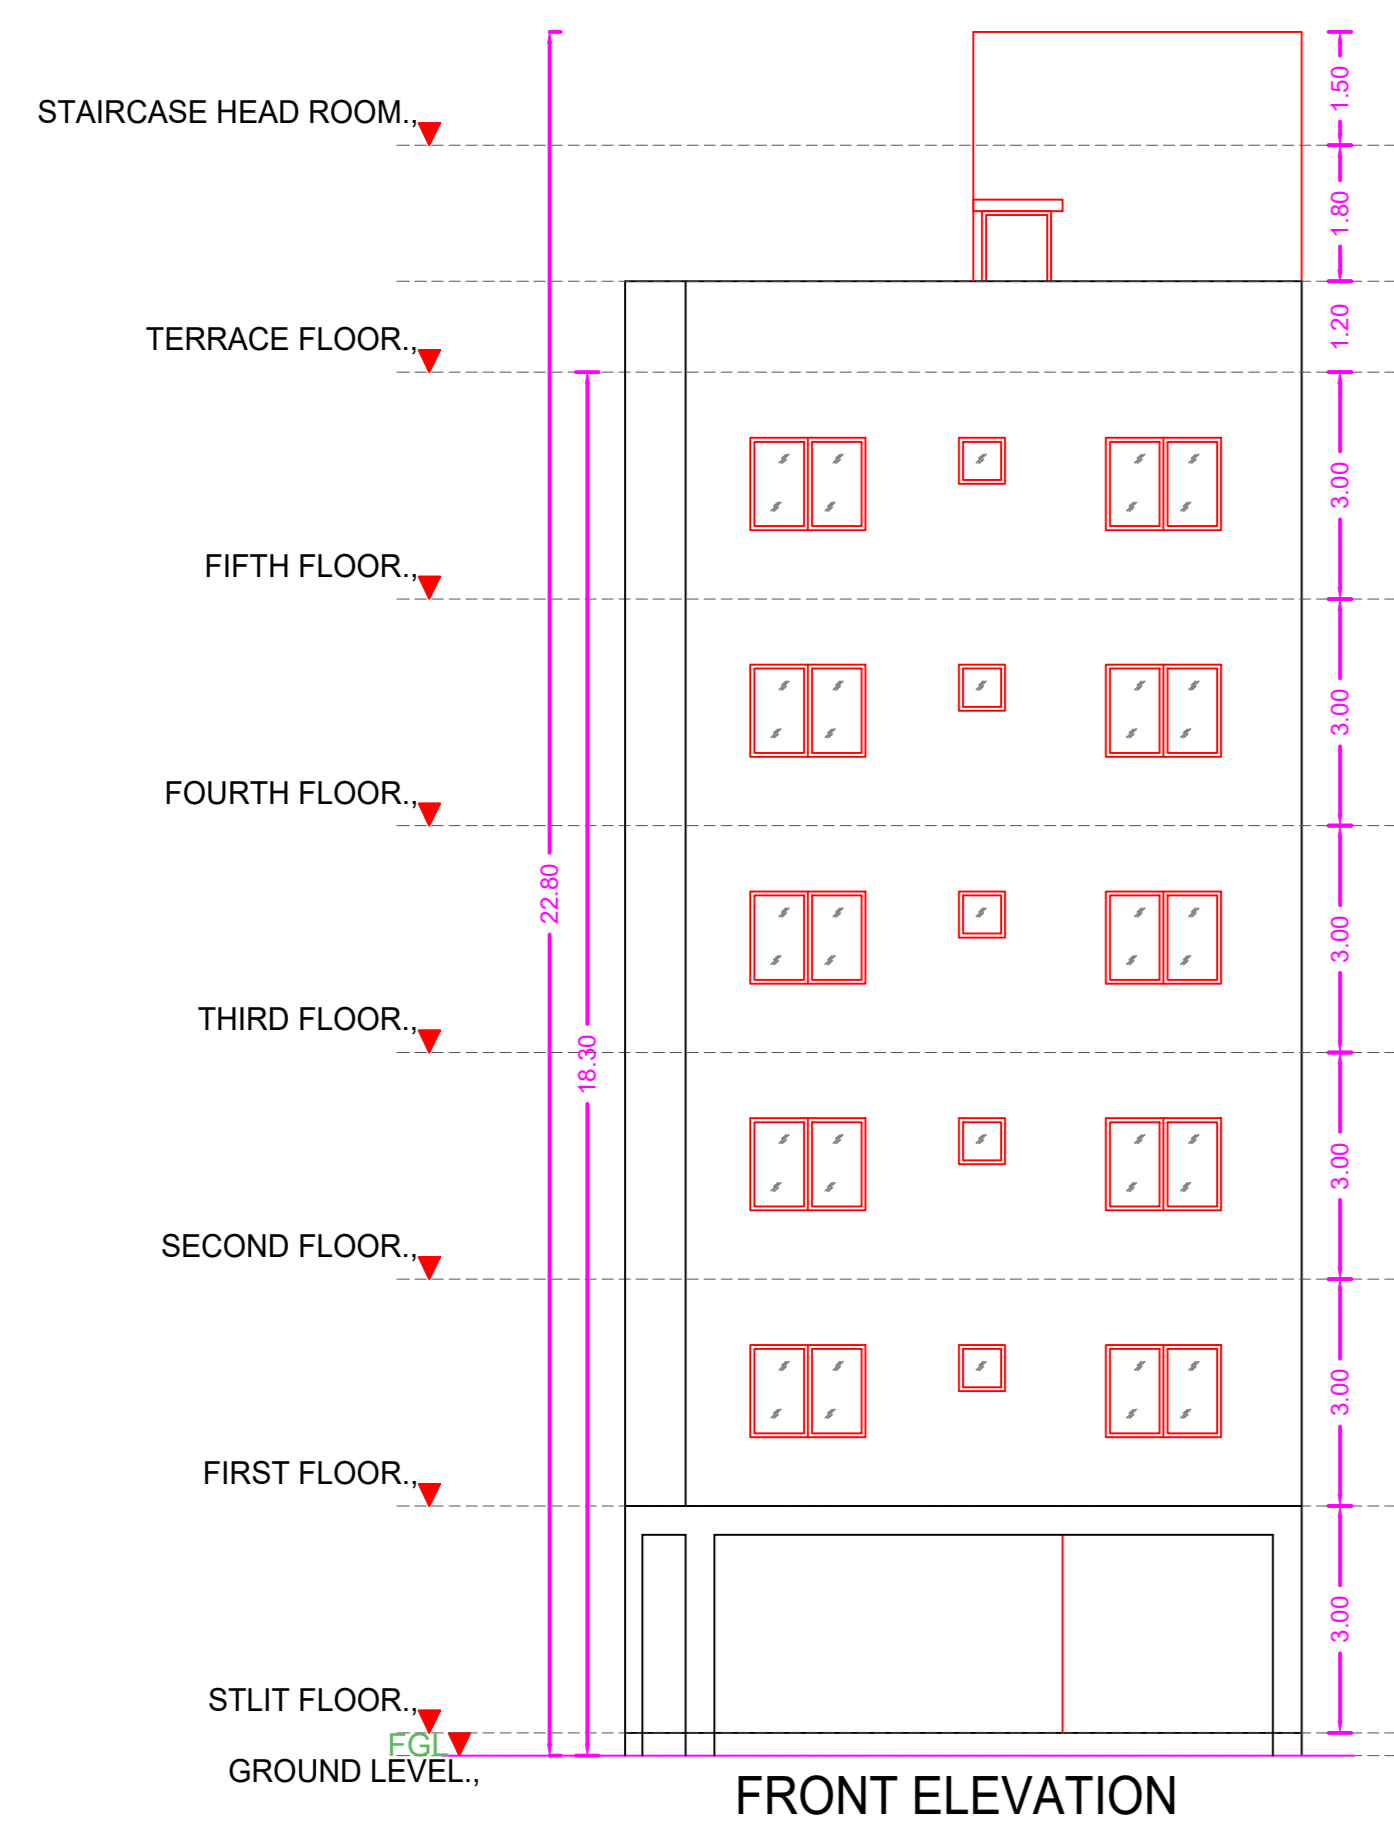 1.50
STAIRCASE HEAD ROOM.,
1.80
1.20
TERRACE FLOOR.,
3.00
FIFTH FLOOR.,
3.00
FOURTH FLOOR.,
22.80
3.00
THIRD FLOOR.,
18.30
3.00
SECOND FLOOR.,
3.00
FIRST FLOOR.,
3.00
STLIT FLOOR.,
FGL
GROUND LEVEL.,
FRONT ELEVATION